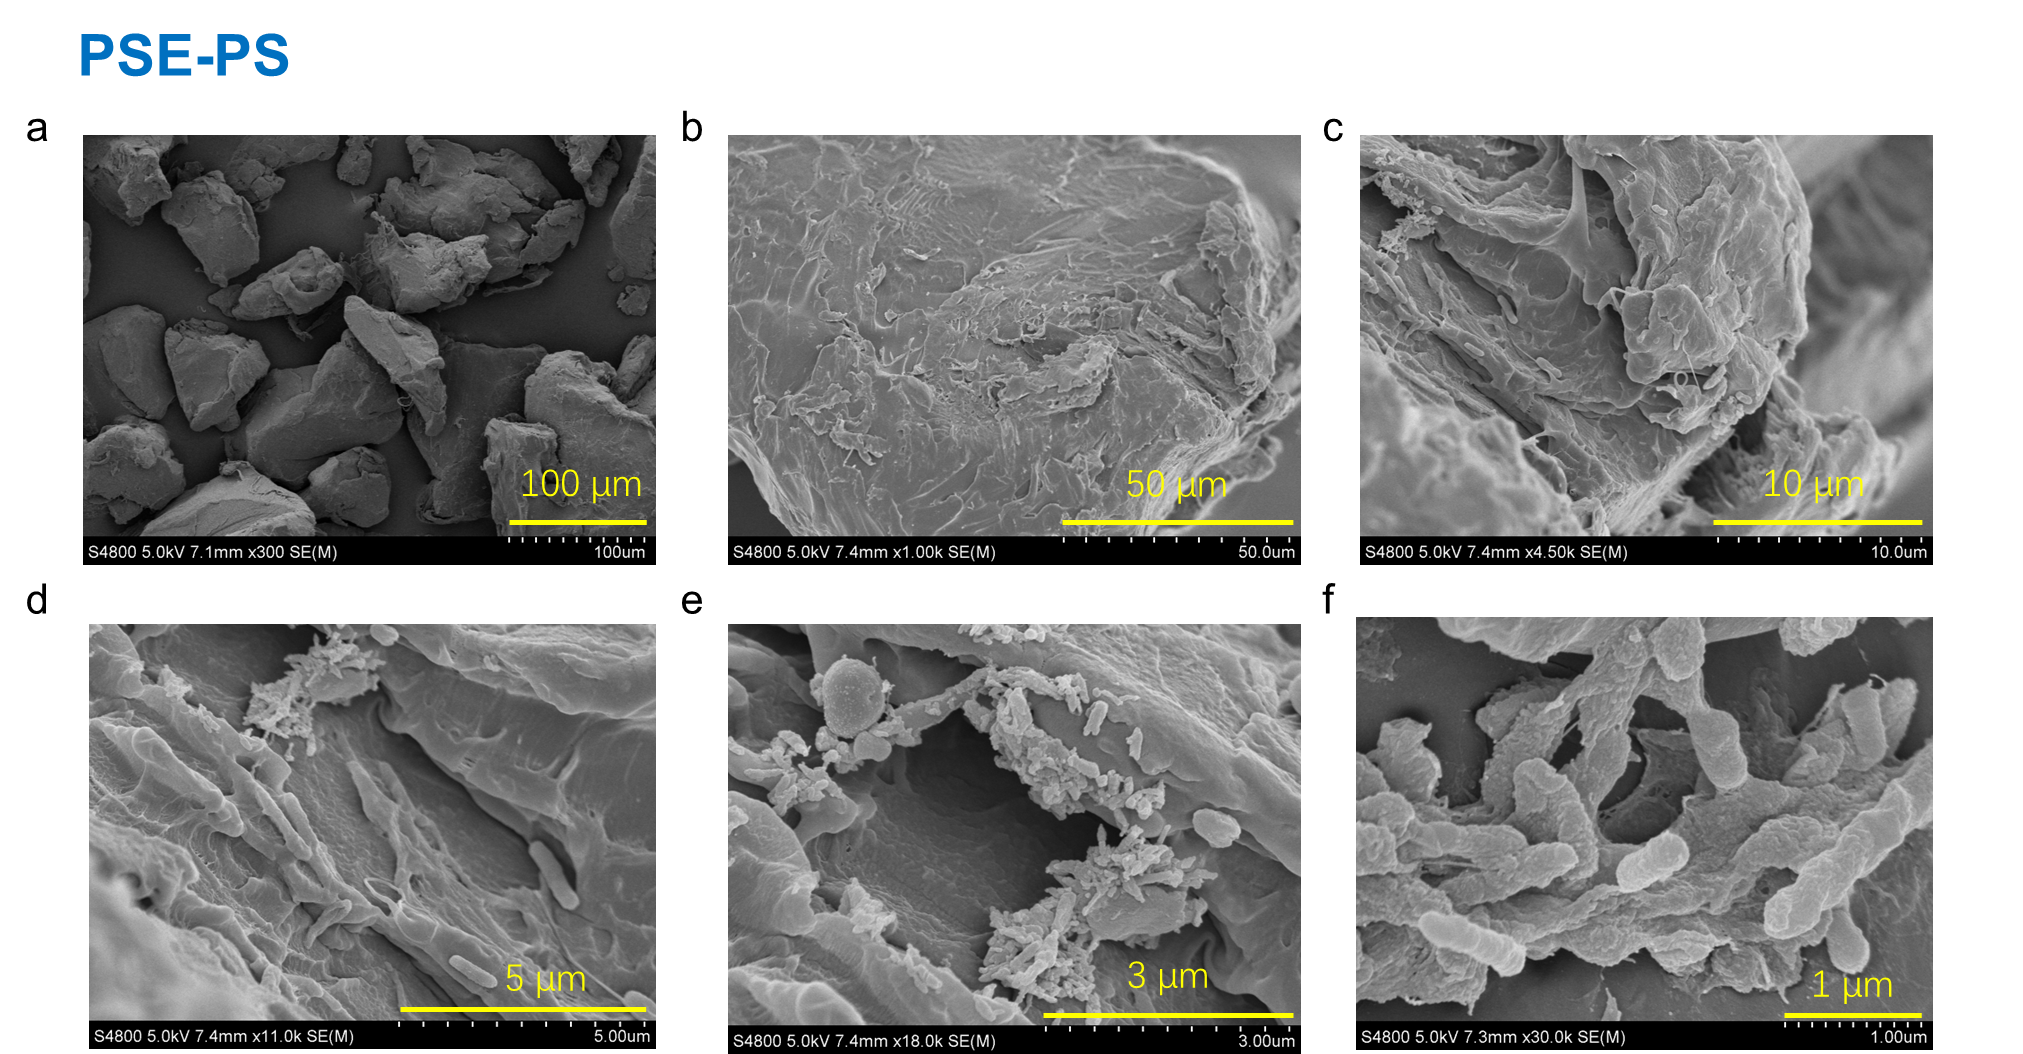 PSE-PS
a
100 μm
S4800 5.0kV 7.1mm x300 SE(M)
100um
b
50 μm
S4800 5.0kV 7.4mm x1.00k SE(M)
50.0um
c
10 μm
S4800 5.0kV 7.4mm x4.50k SE(M)
10.0um
d
5 μm
S4800 5.0kV 7.4mm x11.0k SE(M)
5.00um
e
3 μm
S4800 5.0kV 7.4mm x18.0k SE(M)
3.00um
f
1 μm
S4800 5.0kV 7.3mm x30.0k SE(M)
1.00um